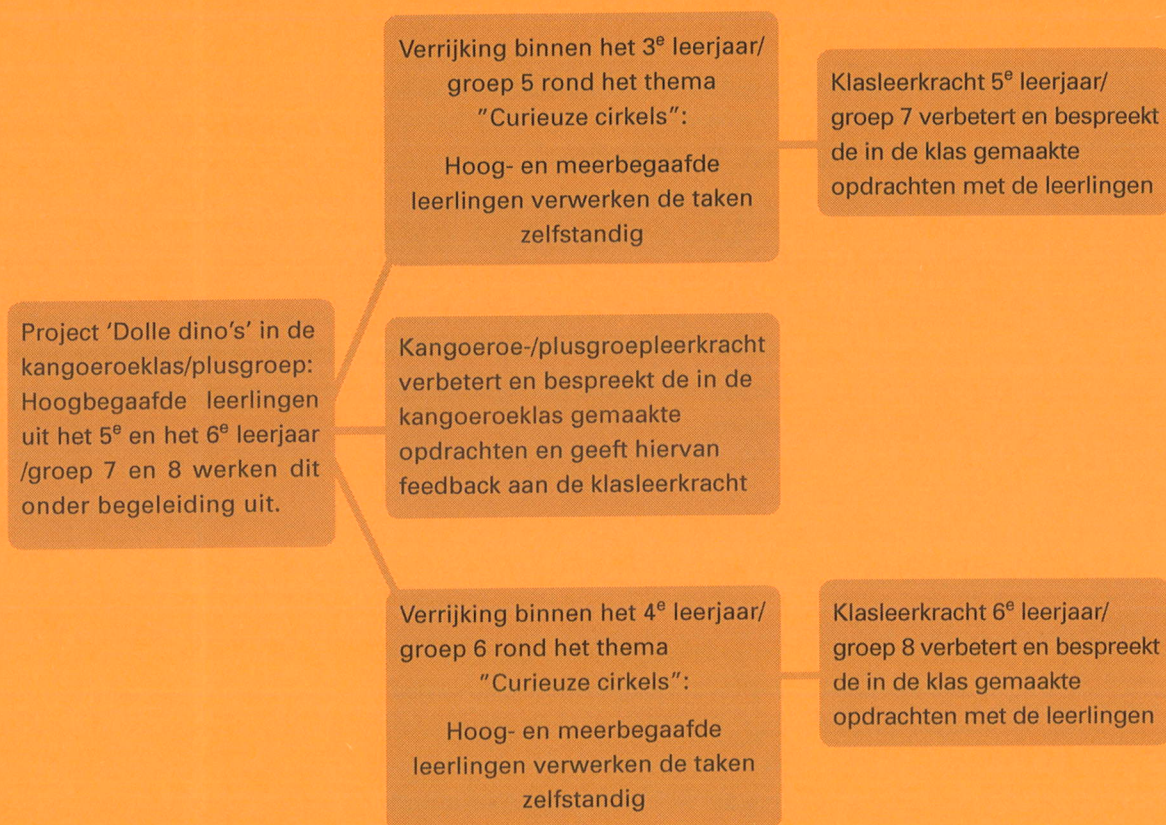 Verrijking binnen het 3ᵉ leerjaar/
groep 5 rond het thema
"Curieuze cirkels":
Hoog- en meerbegaafde
leerlingen verwerken de taken
zelfstandig
Klasleerkracht 5ᵉ leerjaar/
groep 7 verbetert en bespreekt
de in de klas gemaakte
opdrachten met de leerlingen
Project 'Dolle dino's' in de
kangoeroeklas/plusgroep:
Hoogbegaafde leerlingen
uit het 5ᵉ en het 6ᵉ leerjaar
/groep 7 en 8 werken dit
onder begeleiding uit.
Kangoeroe-/plusgroepleerkracht
verbetert en bespreekt de in de
kangoeroeklas gemaakte
opdrachten en geeft hiervan
feedback aan de klasleerkracht
Verrijking binnen het 4ᵉ leerjaar/
groep 6 rond het thema
"Curieuze cirkels":
Hoog- en meerbegaafde
leerlingen verwerken de taken
zelfstandig
Klasleerkracht 6ᵉ leerjaar/
groep 8 verbetert en bespreekt
de in de klas gemaakte
opdrachten met de leerlingen